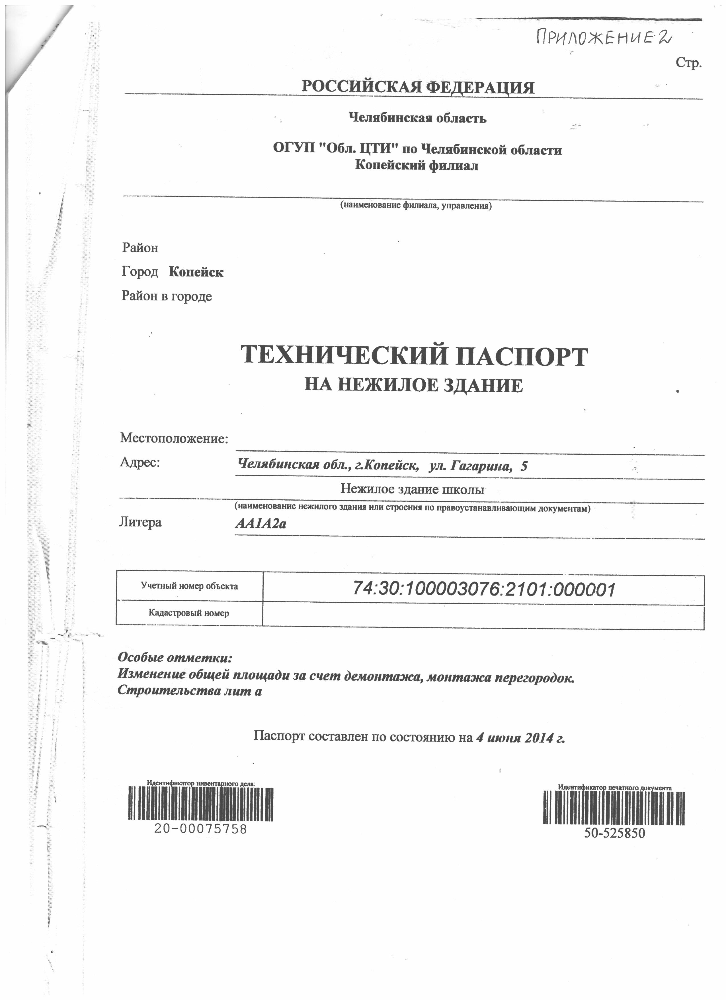 ПРИЛОЖЕНИЕ 2
Стр.
РОССИЙСКАЯ ФЕДЕРАЦИЯ
Челябинская область
ОГУП "Обл. ЦТИ" по Челябинской области
Копейский филиал
(наименование филиала, управления)
Район
Город Копейск
Район в городе
ТЕХНИЧЕСКИЙ ПАСПОРТ
НА НЕЖИЛОЕ ЗДАНИЕ
Местоположение:
Адрес: Челябинская обл., г.Копейск, ул. Гагарина, 5
Нежилое здание школы
(наименование нежилого здания или строения по правоустанавливающим документам)
Литера АА1А2а
Учетный номер объекта 74:30:100003076:2101:000001
Кадастровый номер
Особые отметки:
Изменение общей площади за счет демонтажа, монтажа перегородок.
Строительства лит а
Паспорт составлен по состоянию на 4 июня 2014 г.
Идентификатор инвентарного дела: Идентификатор печатного документа
20-00075758 50-525850